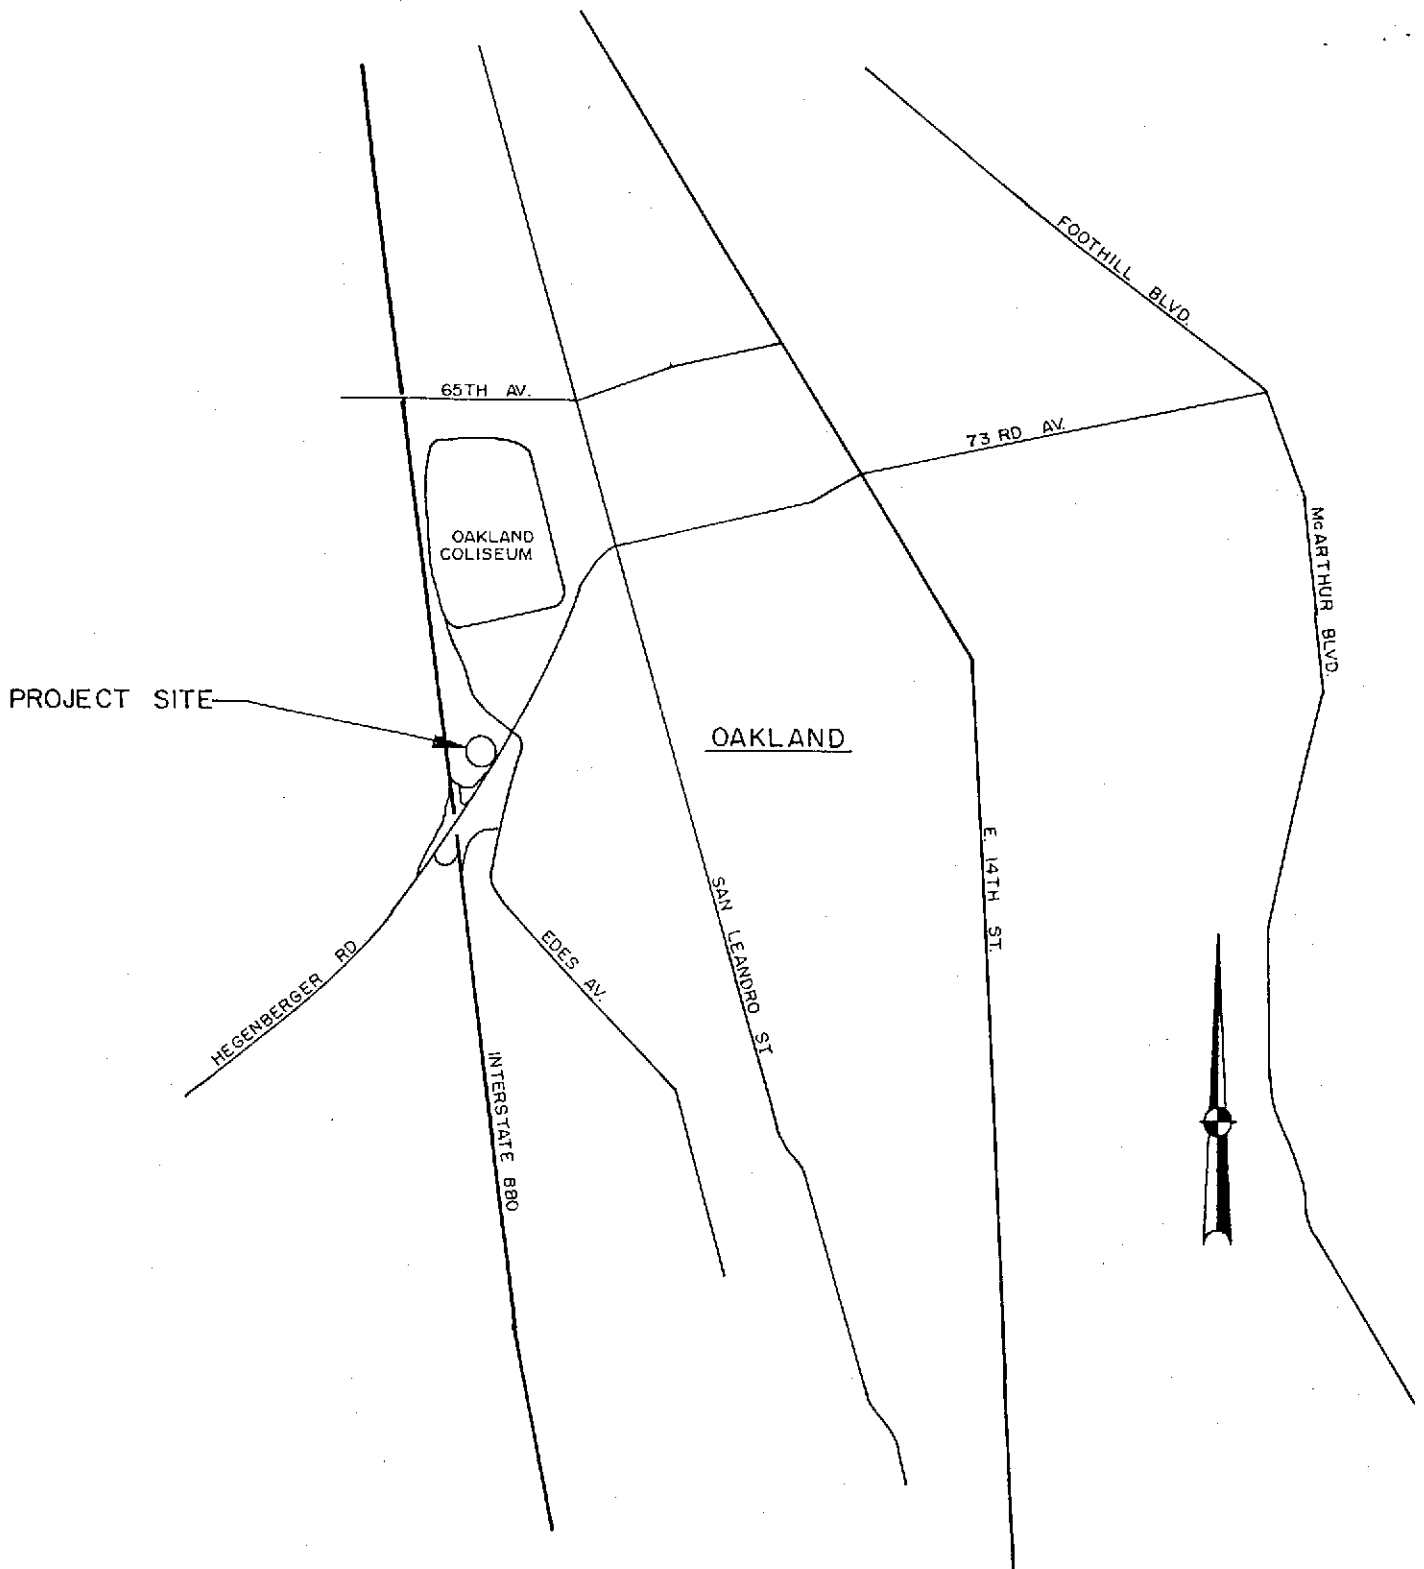 FOOTHILL BLVD.
65TH AV.
73 RD AV.
OAKLAND
COLISEUM
McARTHUR BLVD.
PROJECT SITE
OAKLAND
E. 14TH ST.
SAN LEANDRO ST
EDES AV.
HEGENBERGER RD
INTERSTATE 880